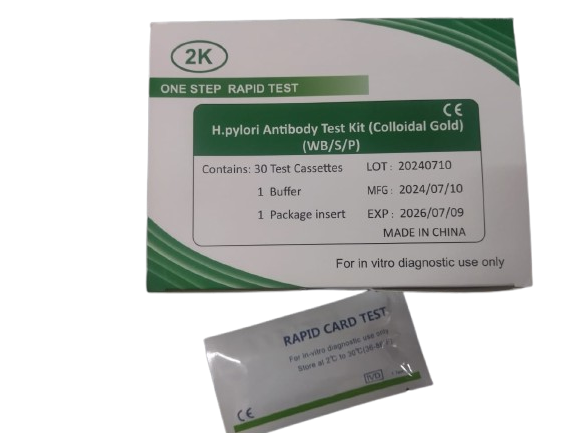 2K
ONE STEP RAPID TEST
CE
H.pylori Antibody Test Kit (Colloidal Gold)
(WB/S/P)
Contains: 30 Test Cassettes LOT : 20240710
1 Buffer MFG : 2024/07/10
1 Package insert EXP : 2026/07/09
MADE IN CHINA
For in vitro diagnostic use only
RAPID CARD TEST
For in-vitro diagnostic use only
Store at 2℃ to 30℃
IVD
CE